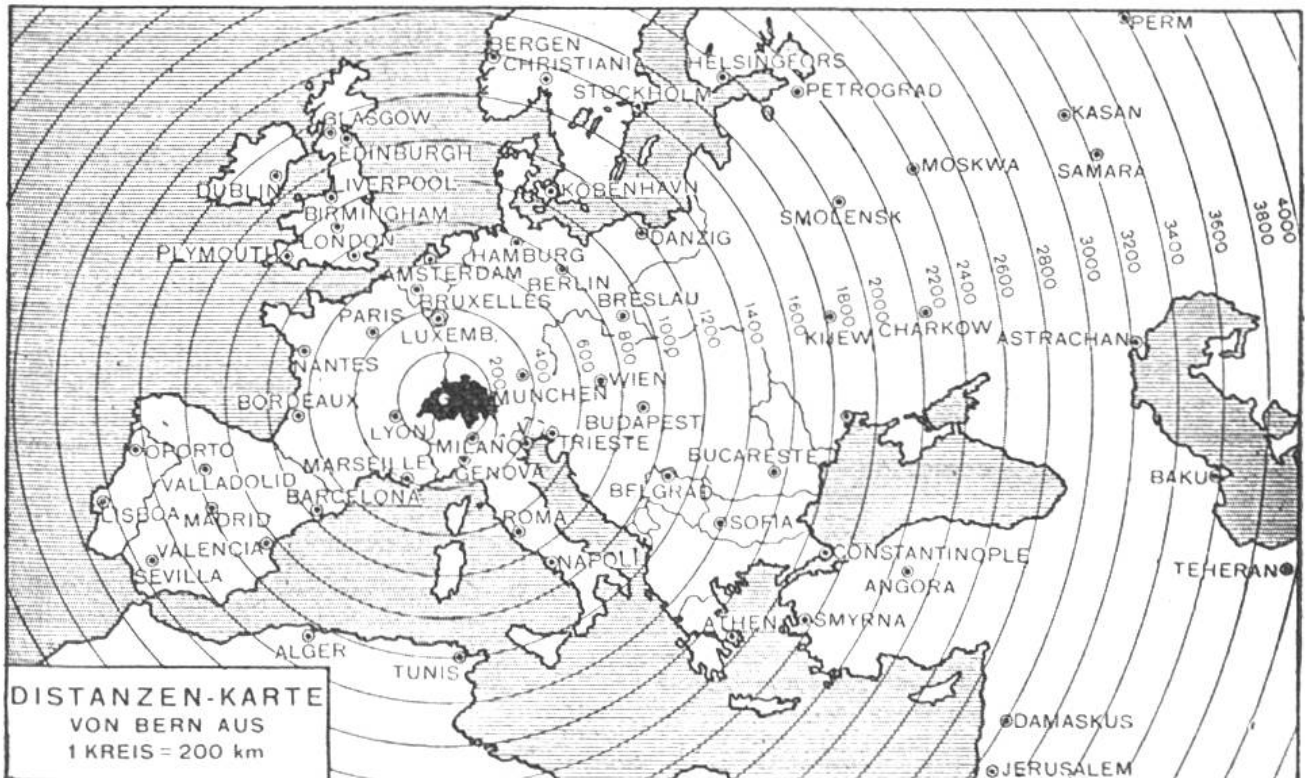 PERM
BERGEN
CHRISTIANIA
HELSINGFORS
STOCKHOLM
PETROGRAD
KASAN
GLASGOW
EDINBURGH
MOSKWA
SAMARA
DUBLIN
LIVERPOOL
KOBENHAVN
BIRMINGHAM
SMOLENSK
PLYMOUTH
LONDON
HAMBURG
DANZIG
AMSTERDAM
BERLIN
BRUXELLES
BRESLAU
PARIS
LUXEMB.
KIJEW
CHARKOW
ASTRACHAN
NANTES
200
400
600
800
1000
1200
1400
1600
1800
2000
2200
2400
2600
2800
3000
3200
3400
3600
3800
4000
WIEN
MÜNCHEN
BORDEAUX
BUDAPEST
LYON
MILANO
TRIESTE
OPORTO
MARSEILLE
GENOVA
BUCAREST
VALLADOLID
BAKU
BARCELONA
BELGRAD
LISBOA
MADRID
ROMA
SOFIA
VALENCIA
CONSTANTINOPLE
SEVILLA
NAPOLI
ANGORA
TEHERAN
ATHEN
SMYRNA
ALGER
TUNIS
DISTANZEN-KARTE
VON BERN AUS
1 KREIS = 200 km
DAMASKUS
JERUSALEM